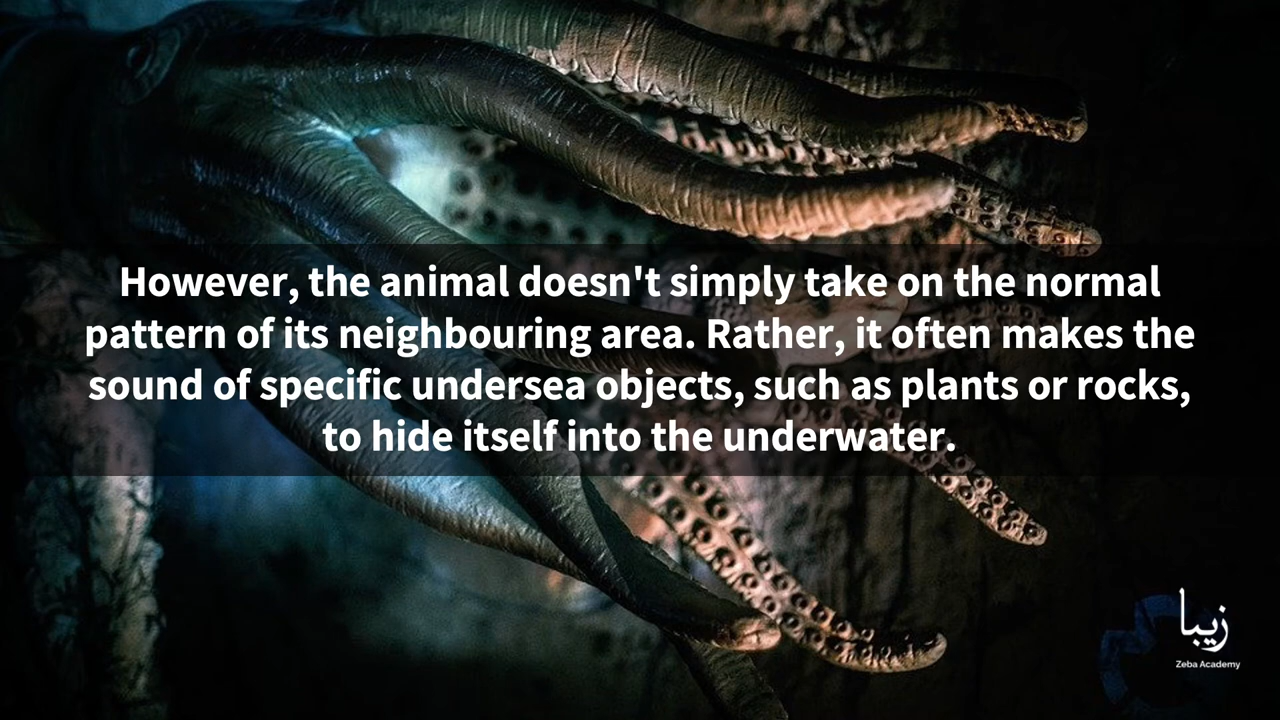 However, the animal doesn't simply take on the normal
pattern of its neighbouring area. Rather, it often makes the
sound of specific undersea objects, such as plants or rocks,
to hide itself into the underwater.
زیبا
Zeba Academy